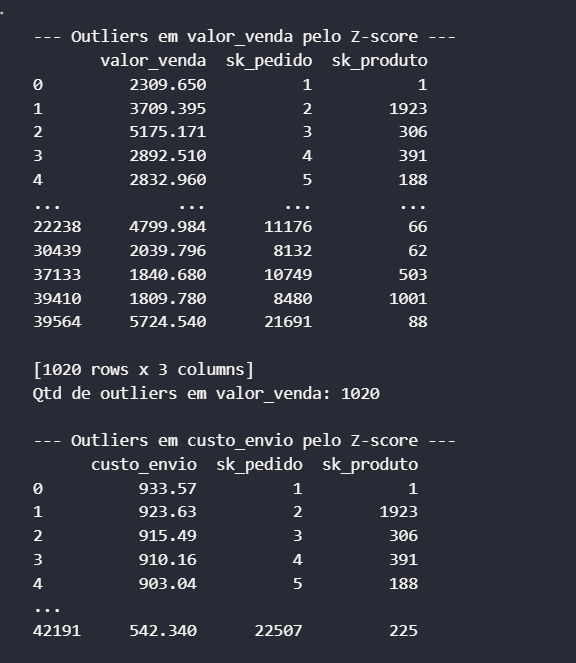 --- Outliers em valor_venda pelo Z-score ---
valor_venda sk_pedido sk_produto
0 2309.650 1 1
1 3709.395 2 1923
2 5175.171 3 306
3 2892.510 4 391
4 2832.960 5 188
... ... ... ...
22238 4799.984 11176 66
30439 2039.796 8132 62
37133 1840.680 10749 503
39410 1809.780 8480 1001
39564 5724.540 21691 88
[1020 rows x 3 columns]
Qtd de outliers em valor_venda: 1020
--- Outliers em custo_envio pelo Z-score ---
custo_envio sk_pedido sk_produto
0 933.57 1 1
1 923.63 2 1923
2 915.49 3 306
3 910.16 4 391
4 903.04 5 188
...
42191 542.340 22507 225